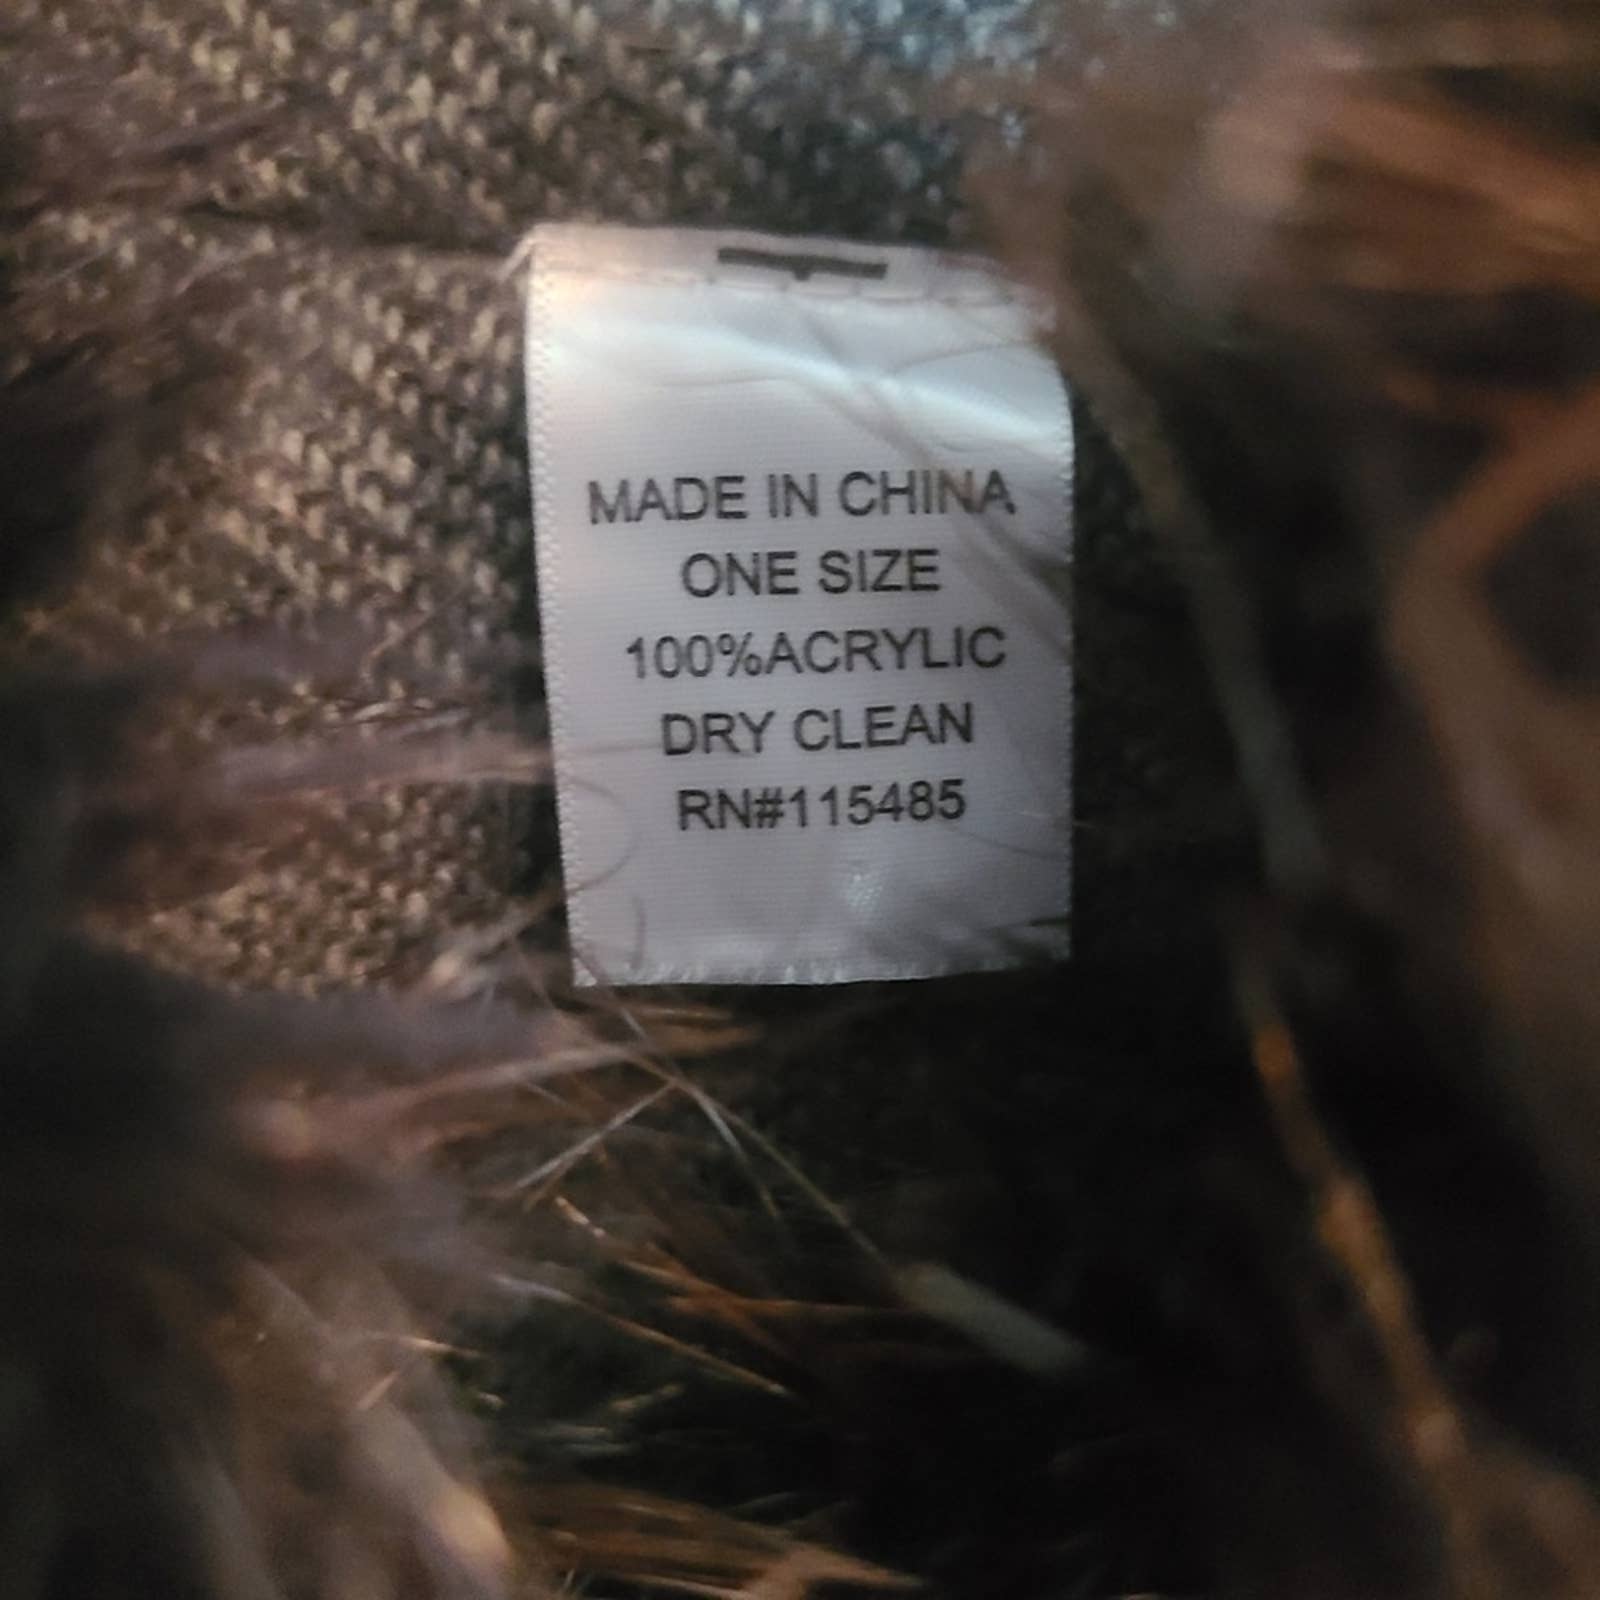 MADE IN CHINA
ONE SIZE
100%ACRYLIC
DRY CLEAN
RN#115485